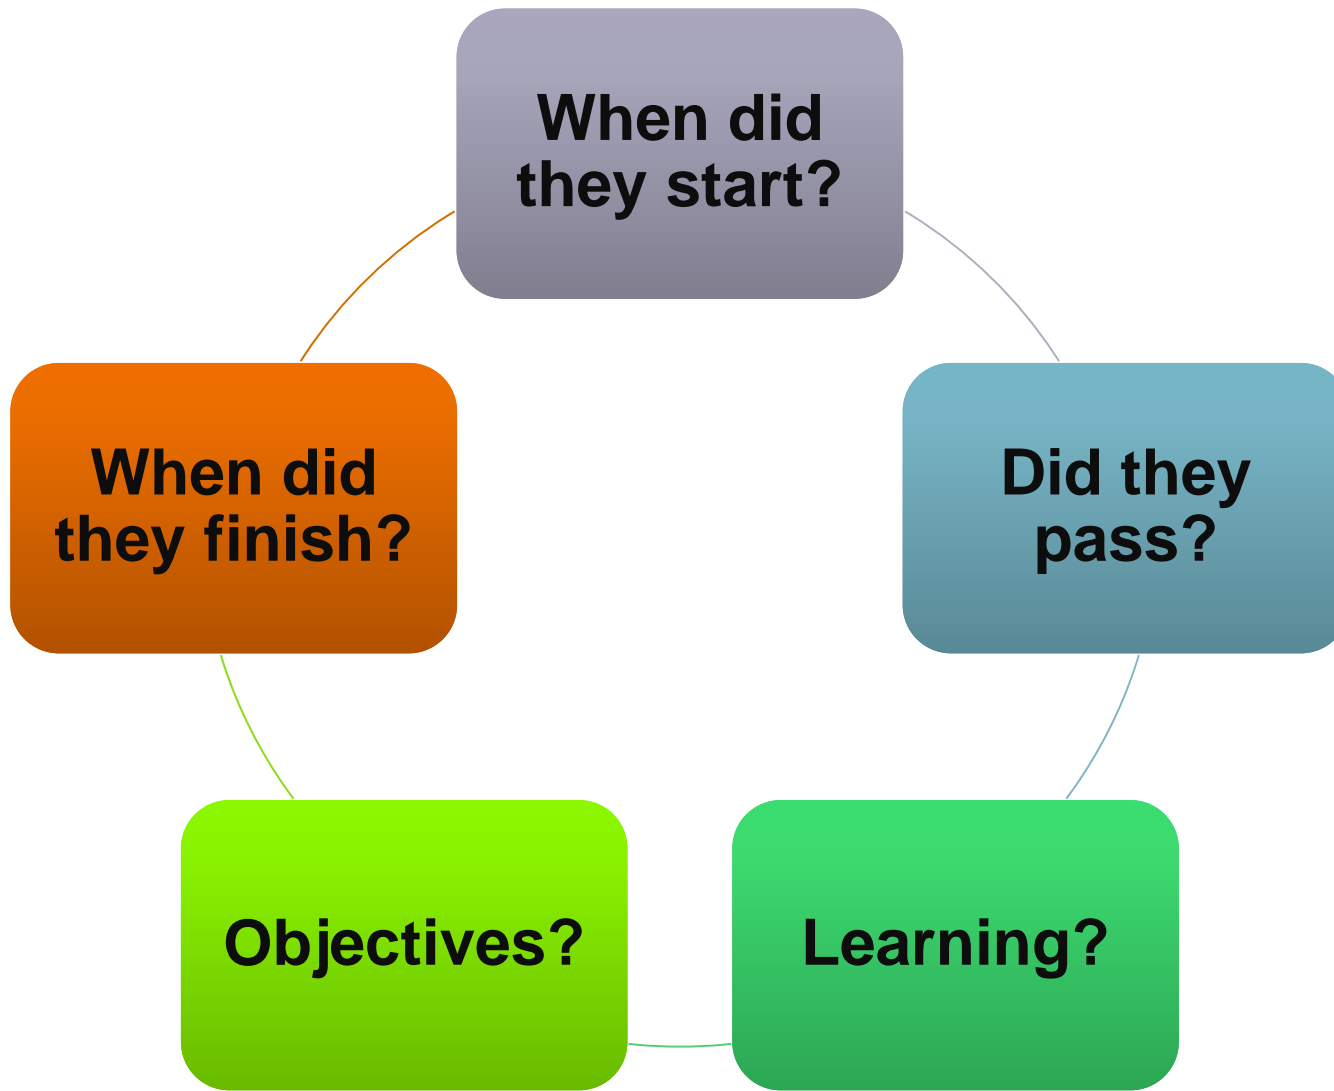 When did
they start?
Did they
pass?
Learning?
Objectives?
When did
they finish?